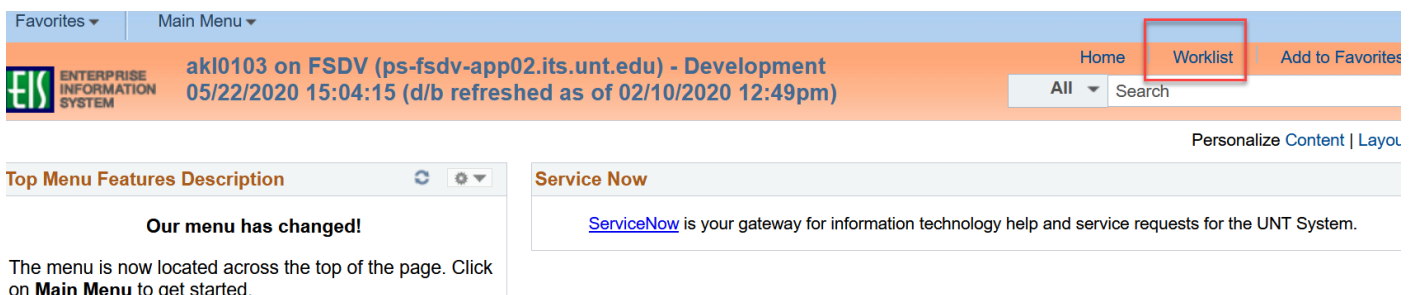 Favorites Main Menu
EIS ENTERPRISE INFORMATION SYSTEM
akl0103 on FSDV (ps-fsdv-app02.its.unt.edu) - Development
05/22/2020 15:04:15 (d/b refreshed as of 02/10/2020 12:49pm)
Home Worklist Add to Favorites
All Search
Personalize Content | Layou
Top Menu Features Description
Our menu has changed!
The menu is now located across the top of the page. Click
on Main Menu to get started.
Service Now
ServiceNow is your gateway for information technology help and service requests for the UNT System.